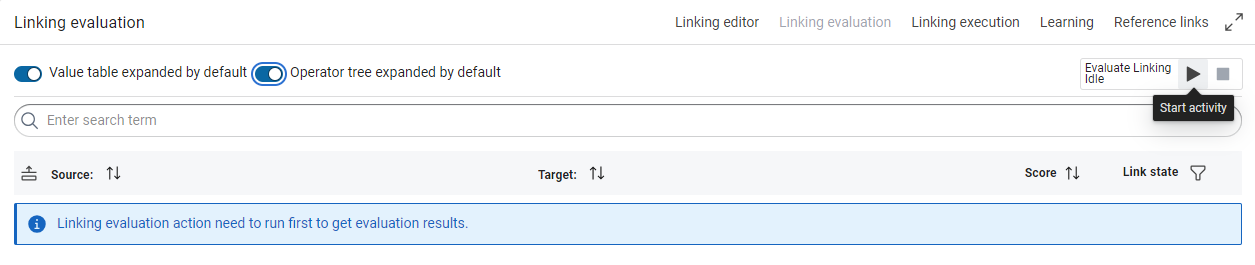 Linking evaluation Linking editor Linking evaluation Linking execution Learning Reference links
Value table expanded by default Operator tree expanded by default Evaluate Linking
Idle
Start activity
Enter search term
Source: Target: Score Link state
Linking evaluation action need to run first to get evaluation results.